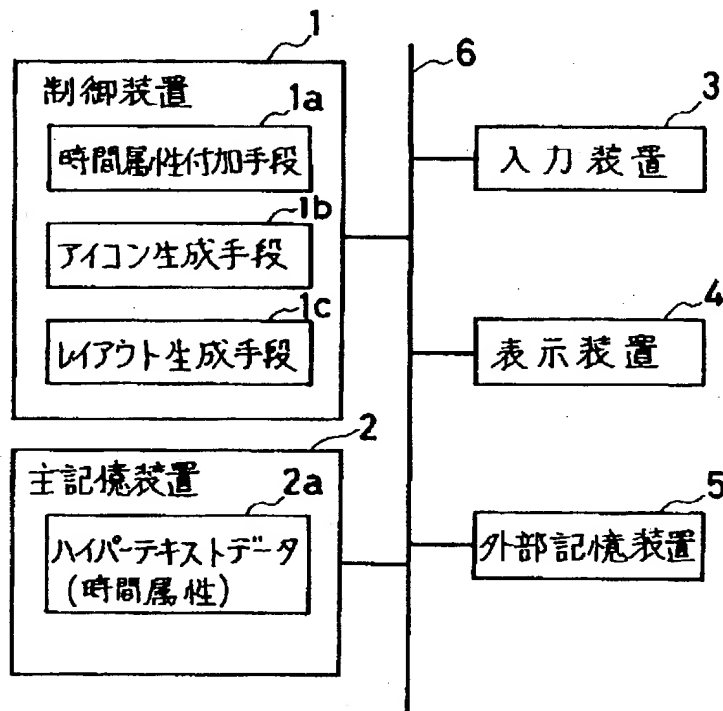 1
制御装置
1a
時間属性付加手段
1b
アイコン生成手段
1c
レイアウト生成手段
2
主記憶装置
2a
ハイパーテキストデータ
(時間属性)
6
3
入力装置
4
表示装置
5
外部記憶装置